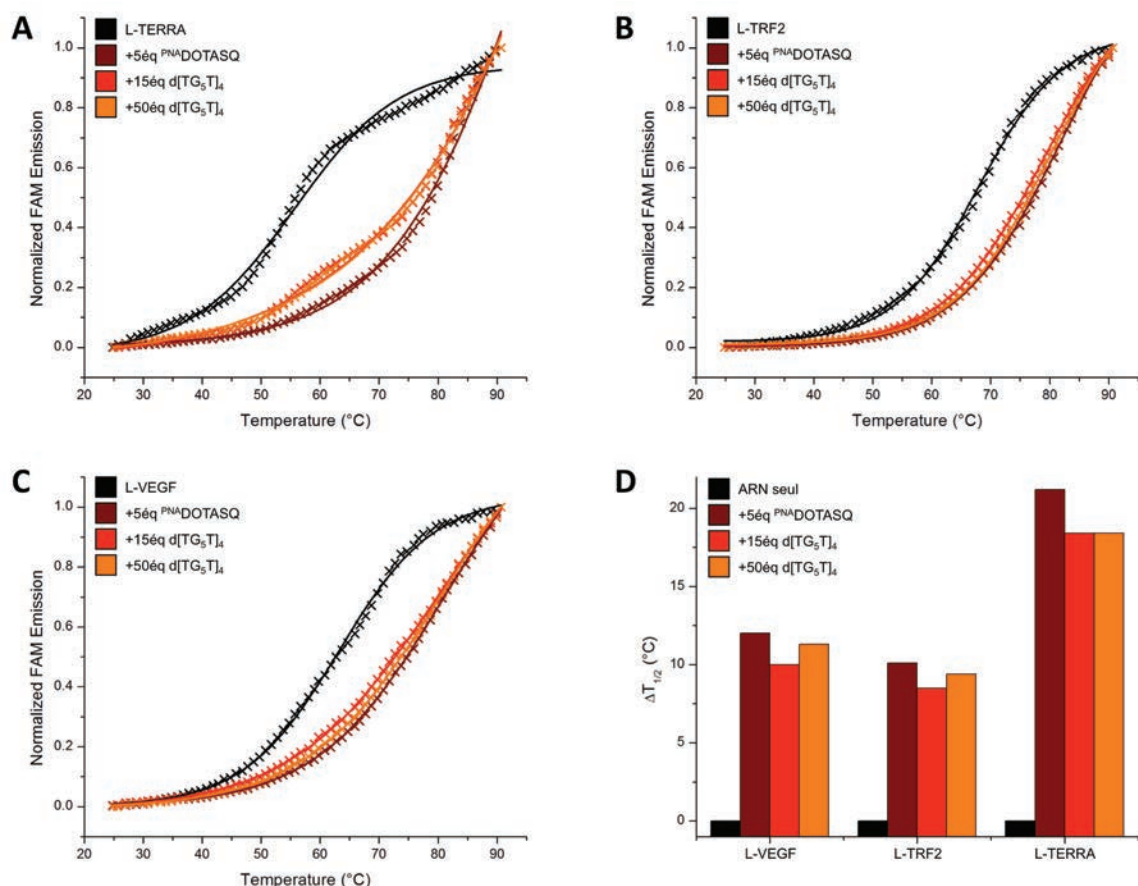 A
L-TERRA
+5éq ᴾᴺᴬDOTASQ
+15éq d[TG₅T]₄
+50éq d[TG₅T]₄
Normalized FAM Emission
1.0
0.8
0.6
0.4
0.2
0.0
20 30 40 50 60 70 80 90
Temperature (°C)
B
L-TRF2
+5éq ᴾᴺᴬDOTASQ
+15éq d[TG₅T]₄
+50éq d[TG₅T]₄
Normalized FAM Emission
1.0
0.8
0.6
0.4
0.2
0.0
20 30 40 50 60 70 80 90
Temperature (°C)
C
L-VEGF
+5éq ᴾᴺᴬDOTASQ
+15éq d[TG₅T]₄
+50éq d[TG₅T]₄
Normalized FAM Emission
1.0
0.8
0.6
0.4
0.2
0.0
20 30 40 50 60 70 80 90
Temperature (°C)
D
ARN seul
+5éq ᴾᴺᴬDOTASQ
+15éq d[TG₅T]₄
+50éq d[TG₅T]₄
ΔT₁/₂ (°C)
20
15
10
5
0
L-VEGF L-TRF2 L-TERRA